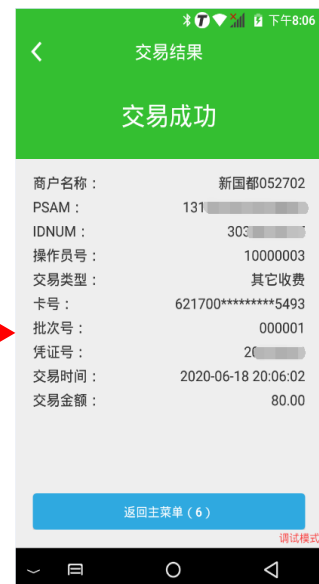 下午8:06
交易结果
交易成功
商户名称： 新国都052702
PSAM： 131
IDNUM： 303
操作员号： 10000003
交易类型： 其它收费
卡号： 621700*********5493
批次号： 000001
凭证号： 20
交易时间： 2020-06-18 20:06:02
交易金额： 80.00
返回主菜单（6）
调试模式